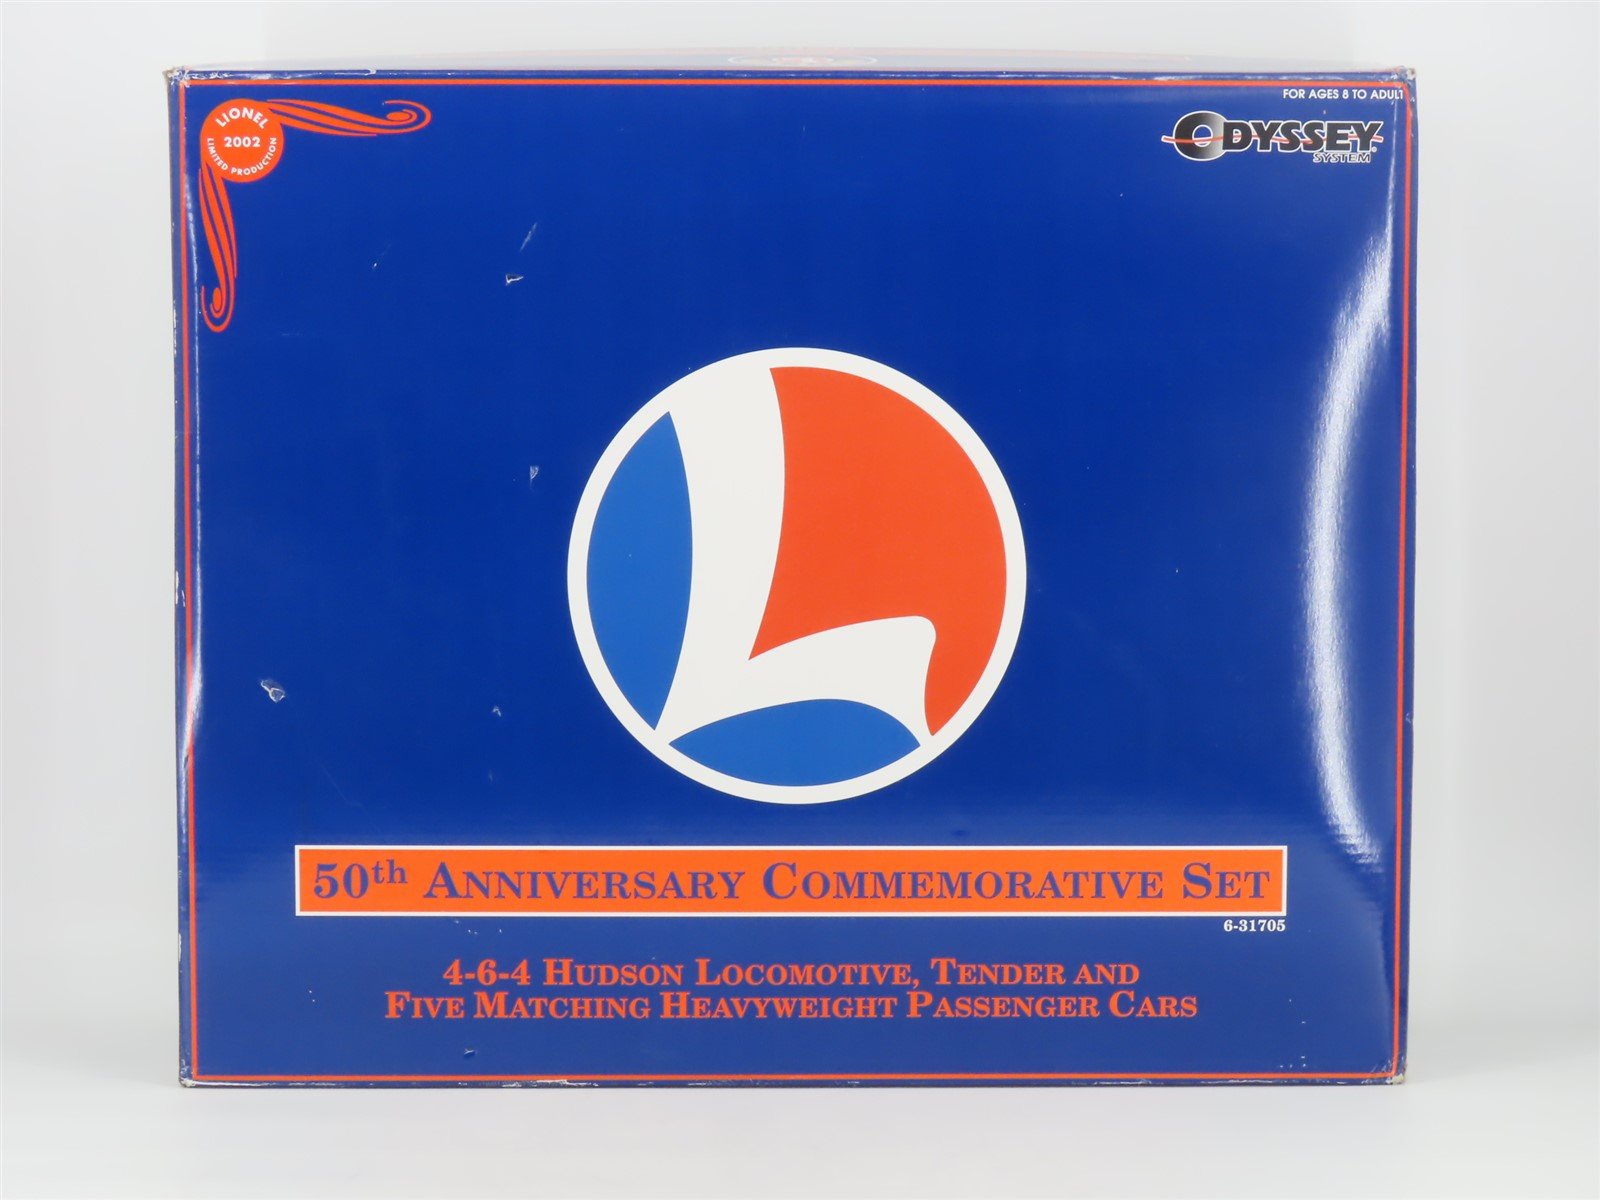 LIONEL
2002
LIMITED PRODUCTION
FOR AGES 8 TO ADULT
ODYSSEY
SYSTEM®
L
50th ANNIVERSARY COMMEMORATIVE SET
6-31705
4-6-4 HUDSON LOCOMOTIVE, TENDER AND
FIVE MATCHING HEAVYWEIGHT PASSENGER CARS